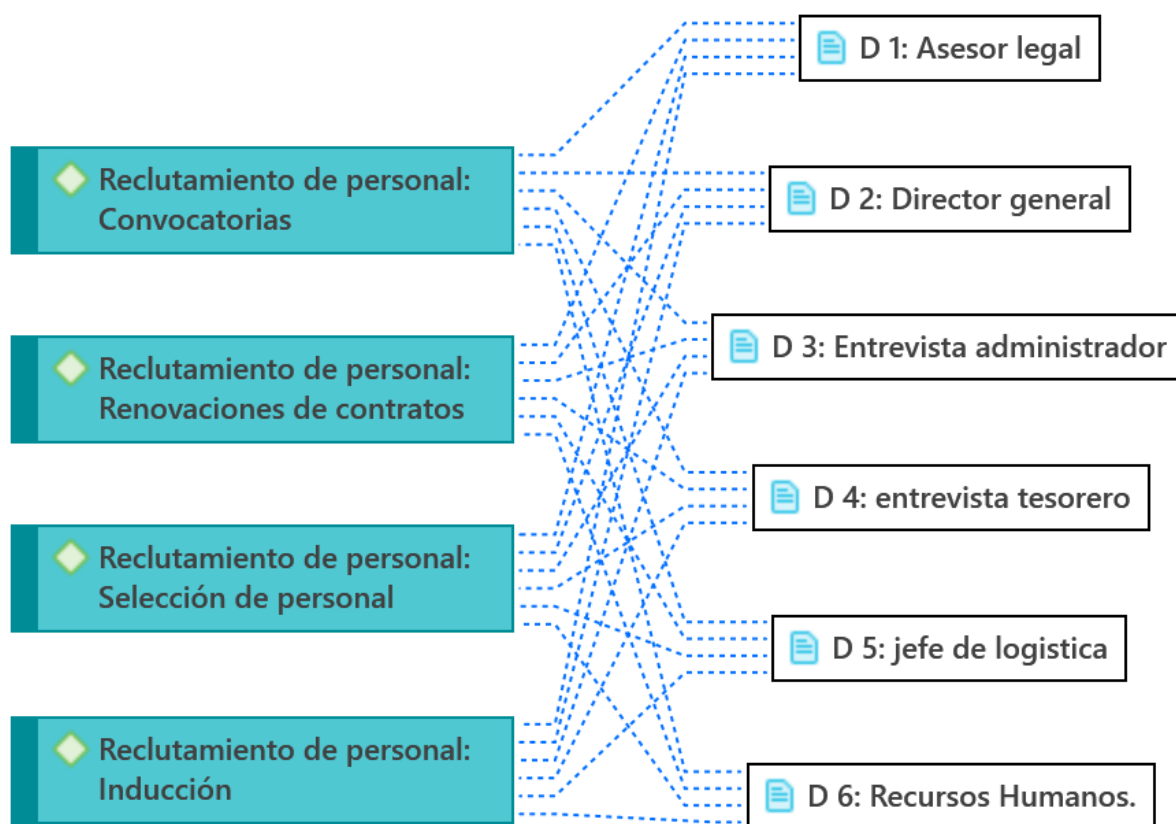 Reclutamiento de personal:
Convocatorias
Reclutamiento de personal:
Renovaciones de contratos
Reclutamiento de personal:
Selección de personal
Reclutamiento de personal:
Inducción
D 1: Asesor legal
D 2: Director general
D 3: Entrevista administrador
D 4: entrevista tesorero
D 5: jefe de logistica
D 6: Recursos Humanos.